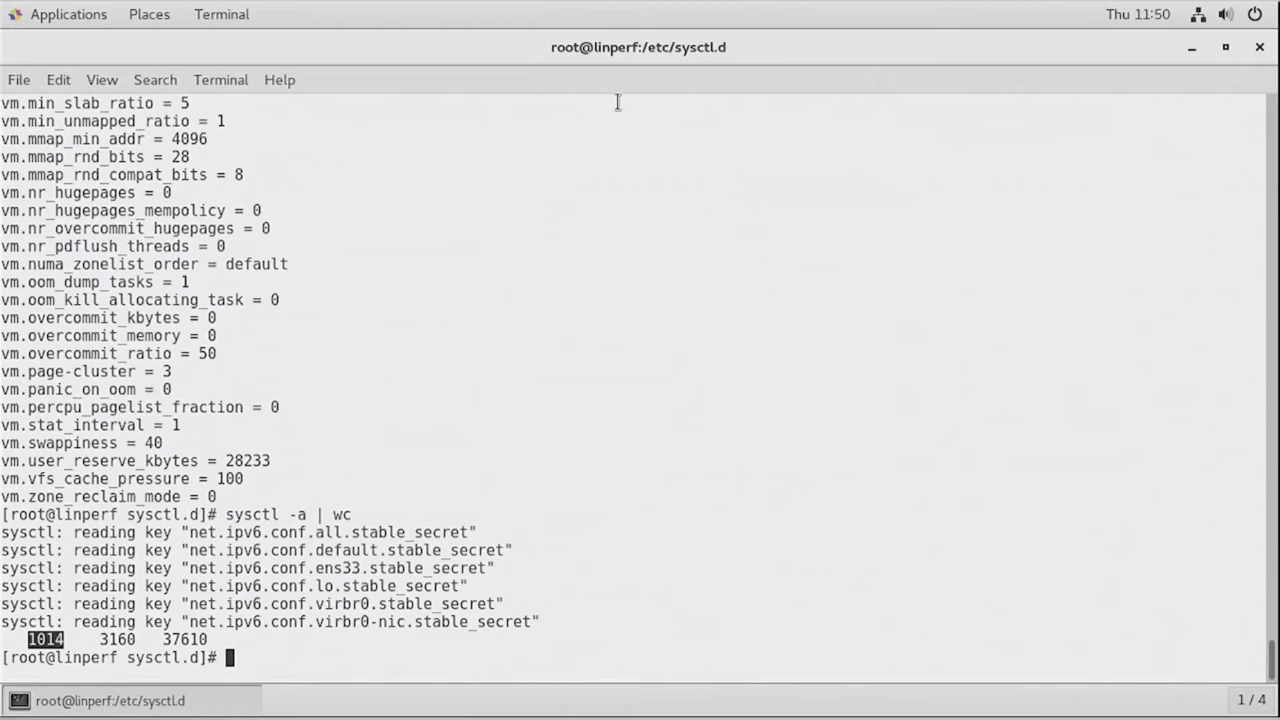 Applications Places Terminal Thu 11:50
root@linperf:/etc/sysctl.d
File Edit View Search Terminal Help
vm.min_slab_ratio = 5
vm.min_unmapped_ratio = 1
vm.mmap_min_addr = 4096
vm.mmap_rnd_bits = 28
vm.mmap_rnd_compat_bits = 8
vm.nr_hugepages = 0
vm.nr_hugepages_mempolicy = 0
vm.nr_overcommit_hugepages = 0
vm.nr_pdflush_threads = 0
vm.numa_zonelist_order = default
vm.oom_dump_tasks = 1
vm.oom_kill_allocating_task = 0
vm.overcommit_kbytes = 0
vm.overcommit_memory = 0
vm.overcommit_ratio = 50
vm.page-cluster = 3
vm.panic_on_oom = 0
vm.percpu_pagelist_fraction = 0
vm.stat_interval = 1
vm.swappiness = 40
vm.user_reserve_kbytes = 28233
vm.vfs_cache_pressure = 100
vm.zone_reclaim_mode = 0
[root@linperf sysctl.d]# sysctl -a | wc
sysctl: reading key "net.ipv6.conf.all.stable_secret"
sysctl: reading key "net.ipv6.conf.default.stable_secret"
sysctl: reading key "net.ipv6.conf.ens33.stable_secret"
sysctl: reading key "net.ipv6.conf.lo.stable_secret"
sysctl: reading key "net.ipv6.conf.virbr0.stable_secret"
sysctl: reading key "net.ipv6.conf.virbr0-nic.stable_secret"
1014 3160 37610
[root@linperf sysctl.d]#
root@linperf:/etc/sysctl.d 1 / 4